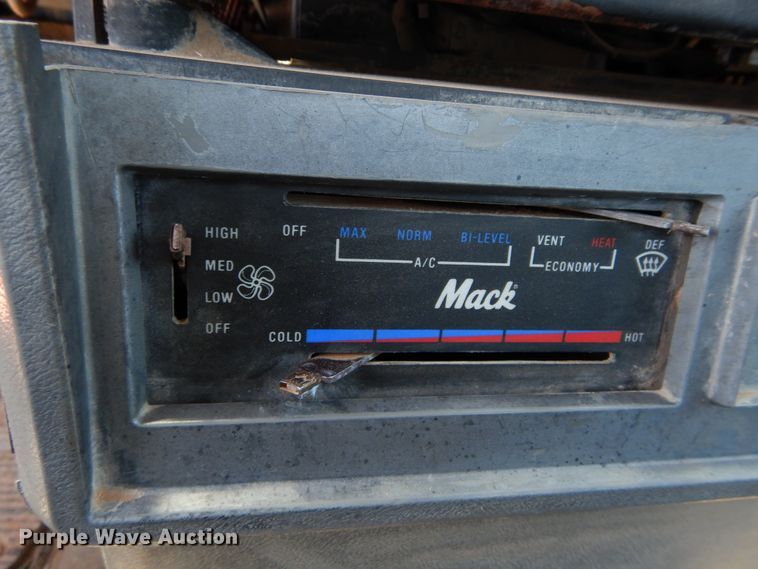 HIGH
MED
LOW
OFF
OFF MAX NORM BI-LEVEL VENT HEAT DEF
A/C ECONOMY
Mack
COLD HOT
Purple Wave Auction